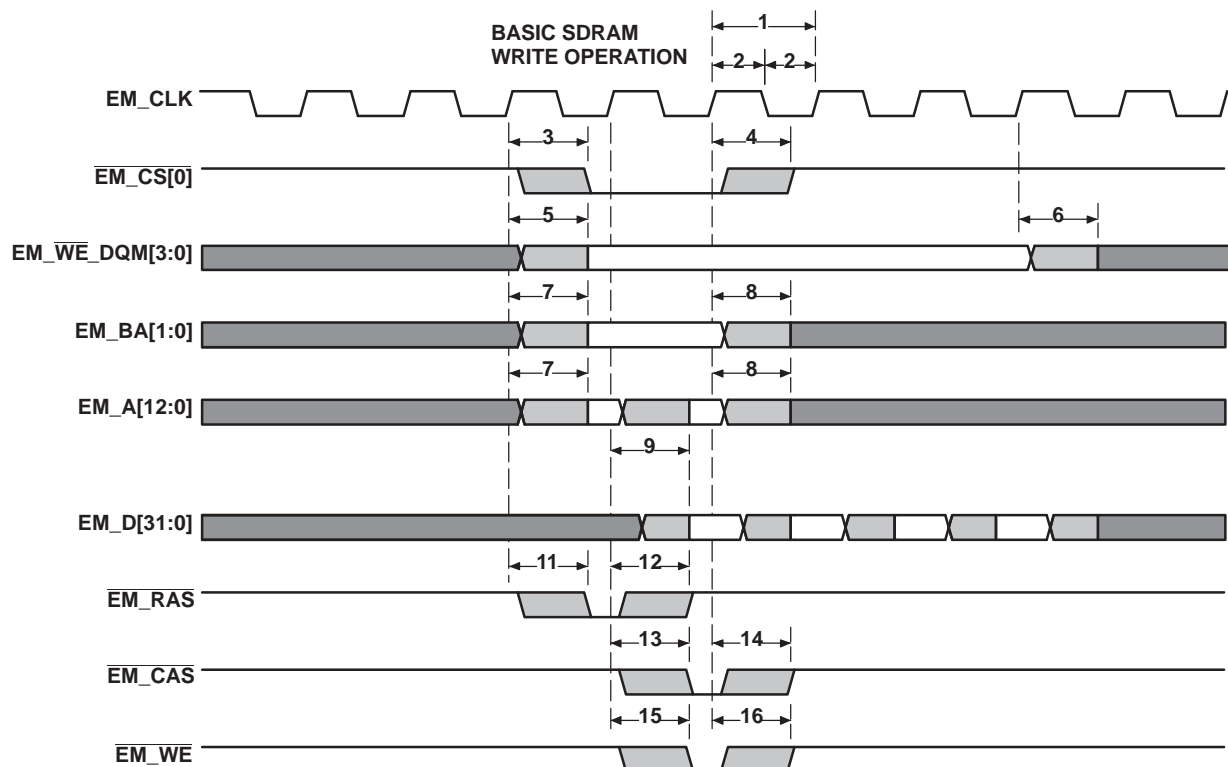 BASIC SDRAM
WRITE OPERATION
1
2 2
EM_CLK
3 4
EM_CS[0]
5 6
EM_WE_DQM[3:0]
7 8
EM_BA[1:0]
7 8
EM_A[12:0]
9
EM_D[31:0]
11 12
EM_RAS
13 14
EM_CAS
15 16
EM_WE